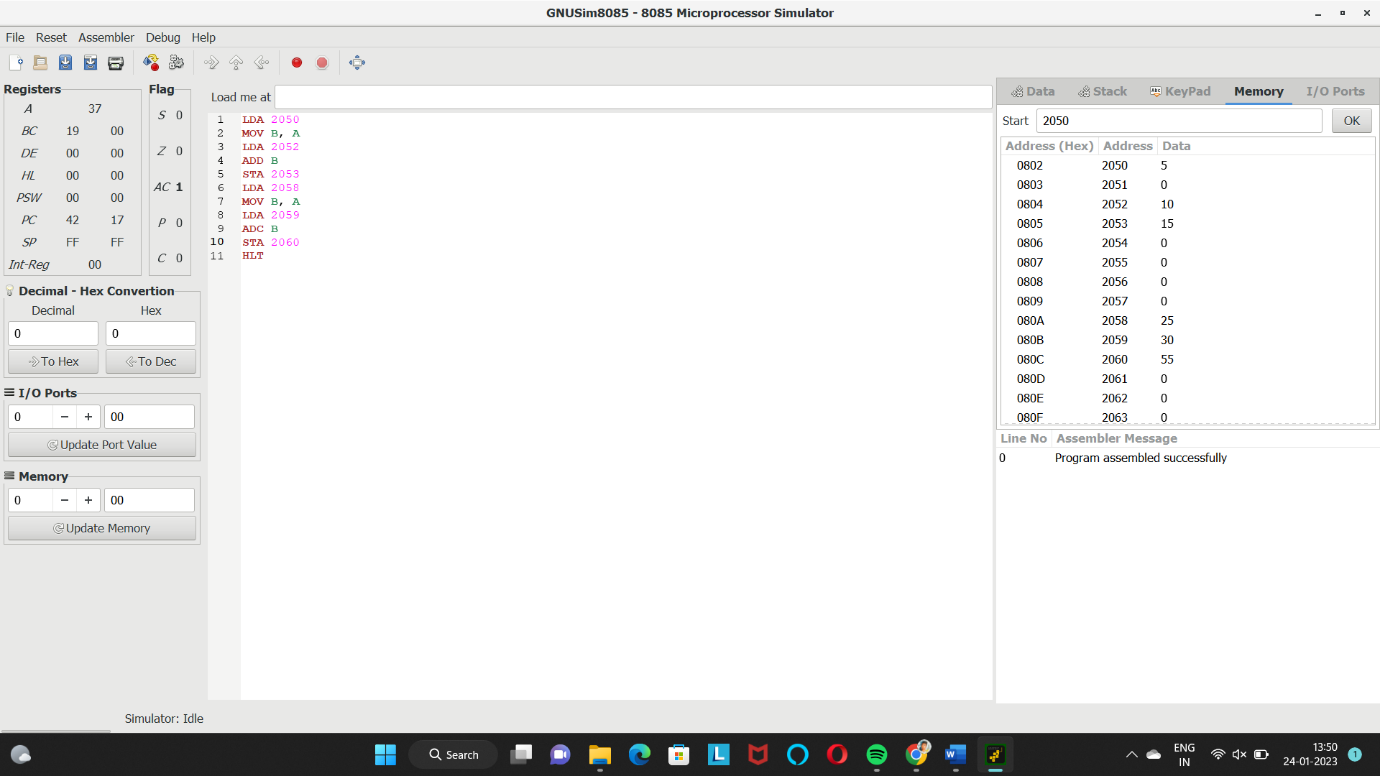 GNUSim8085 - 8085 Microprocessor Simulator
File Reset Assembler Debug Help
Registers
A 37
BC 19 00
DE 00 00
HL 00 00
PSW 00 00
PC 42 17
SP FF FF
Int-Reg 00
Flag
S 0
Z 0
AC 1
P 0
C 0
Decimal - Hex Convertion
Decimal Hex
0 0
To Hex To Dec
I/O Ports
0 − + 00
Update Port Value
Memory
0 − + 00
Update Memory
Load me at
1 LDA 2050
2 MOV B, A
3 LDA 2052
4 ADD B
5 STA 2053
6 LDA 2058
7 MOV B, A
8 LDA 2059
9 ADC B
10 STA 2060
11 HLT
Data Stack Abc KeyPad Memory I/O Ports
Start 2050 OK
Address (Hex) Address Data
0802 2050 5
0803 2051 0
0804 2052 10
0805 2053 15
0806 2054 0
0807 2055 0
0808 2056 0
0809 2057 0
080A 2058 25
080B 2059 30
080C 2060 55
080D 2061 0
080E 2062 0
080F 2063 0
Line No Assembler Message
0 Program assembled successfully
Simulator: Idle
Search
L
W
ENG
IN
13:50
24-01-2023
1